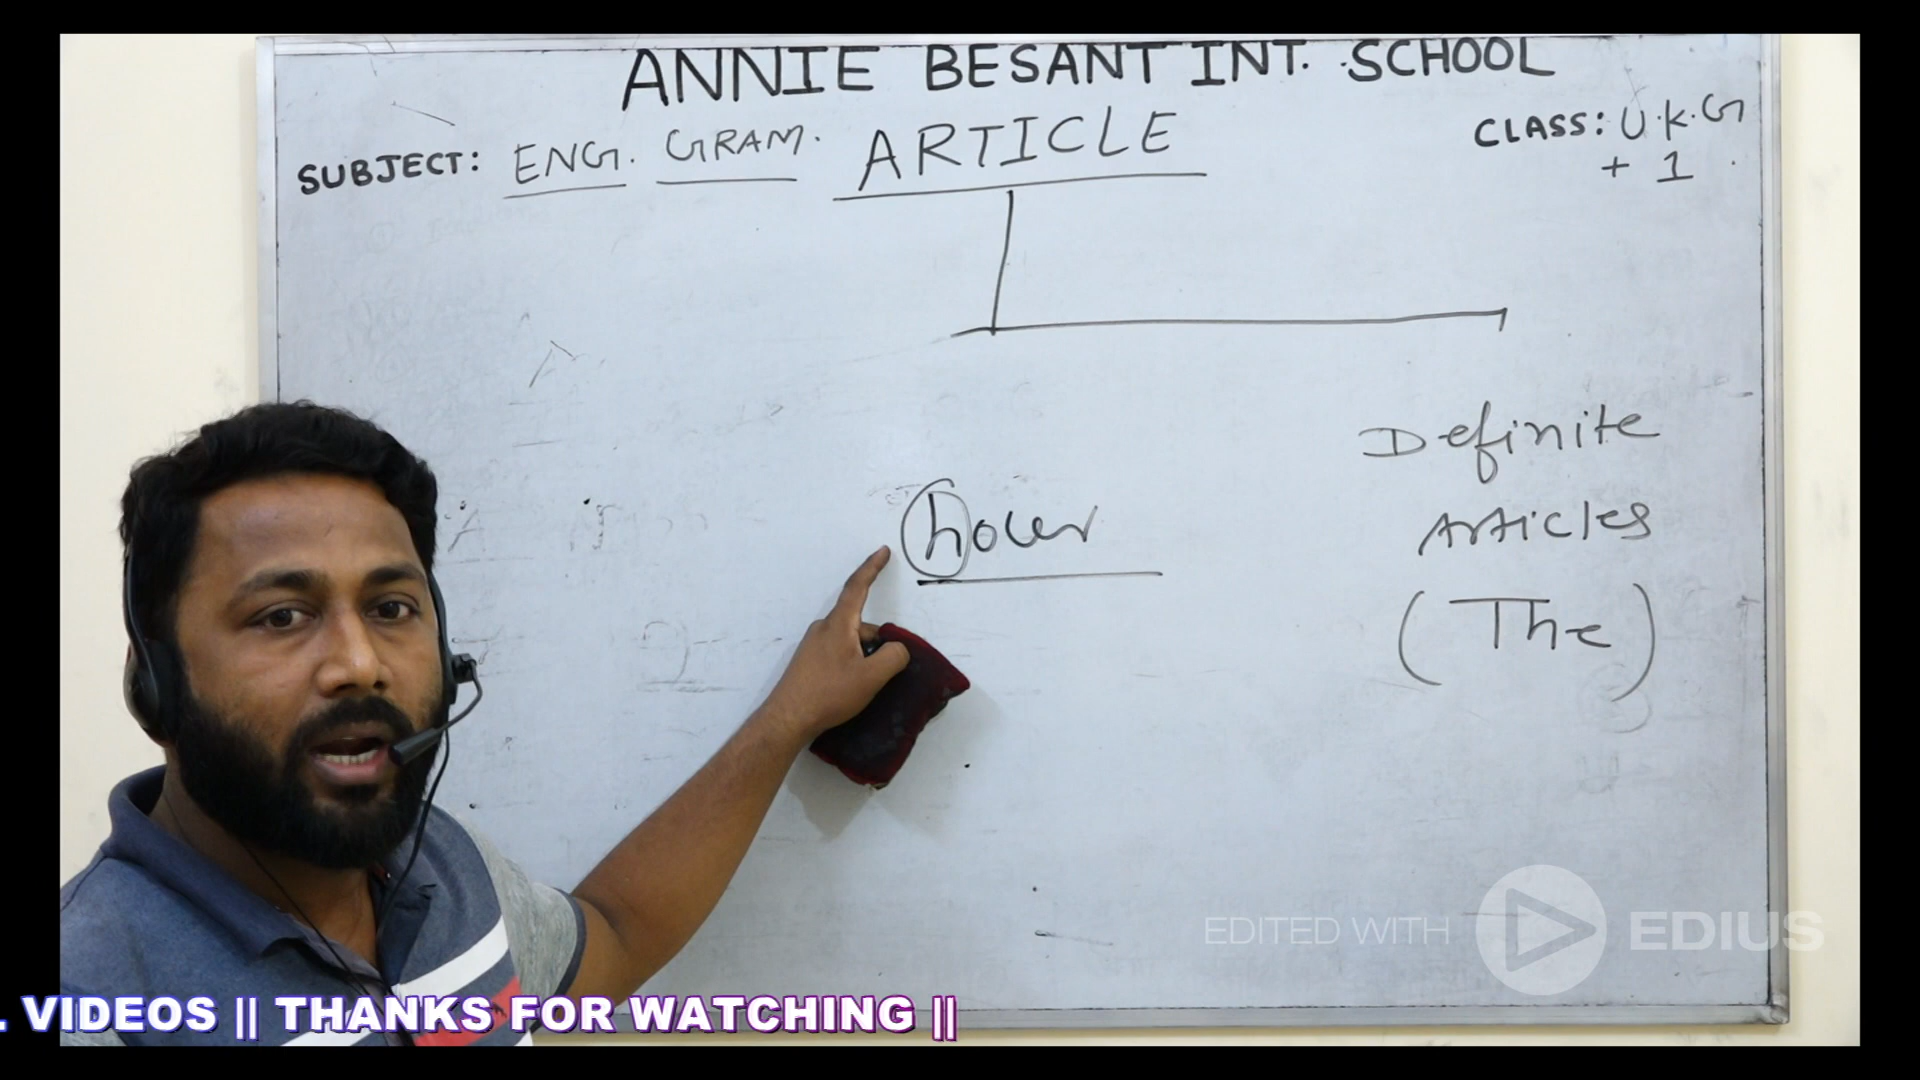 ANNIE BESANT INT. SCHOOL
SUBJECT: ENG. GRAM. ARTICLE
CLASS: U.K.G
+ 1
Definite
hour
Articles
(The)
EDITED WITH EDIUS
. VIDEOS || THANKS FOR WATCHING ||